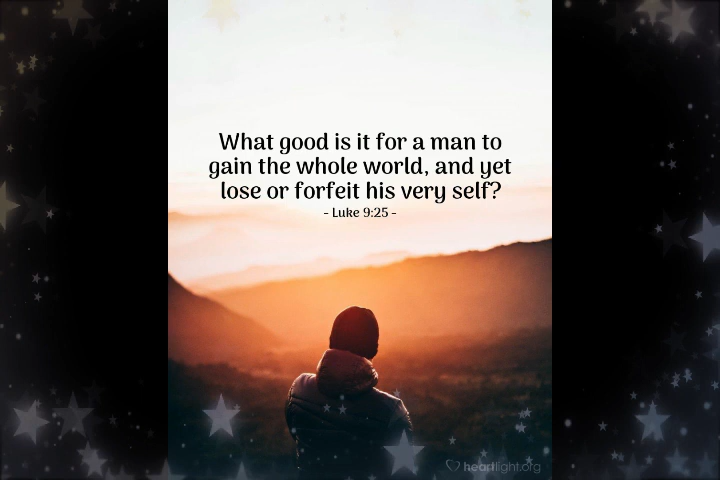 What good is it for a man to
gain the whole world, and yet
lose or forfeit his very self?
- Luke 9:25 -
heartlight.org